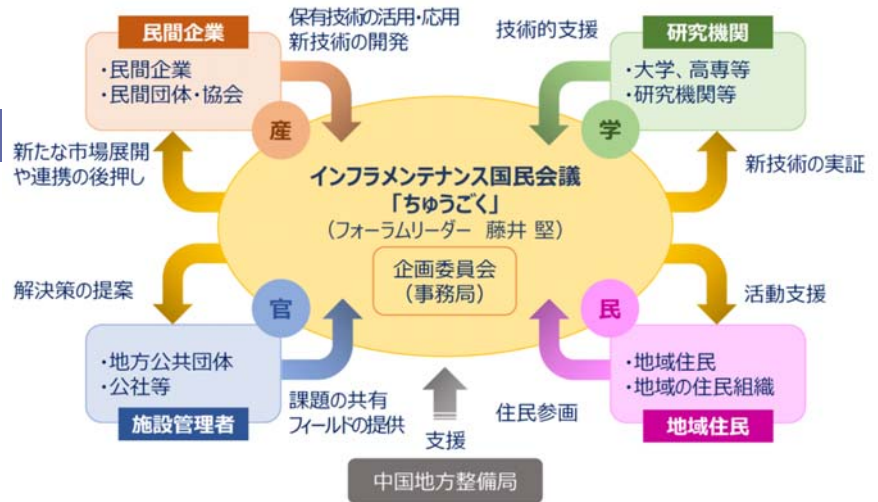 民間企業
・民間企業
・民間団体・協会
産
保有技術の活用・応用
新技術の開発
技術的支援
研究機関
・大学、高専等
・研究機関等
学
新たな市場展開
や連携の後押し
新技術の実証
インフラメンテナンス国民会議
「ちゅうごく」
(フォーラムリーダー 藤井 堅)
企画委員会
(事務局)
解決策の提案
活動支援
官
・地方公共団体
・公社等
施設管理者
課題の共有
フィールドの提供
民
・地域住民
・地域の住民組織
地域住民
住民参画
支援
中国地方整備局